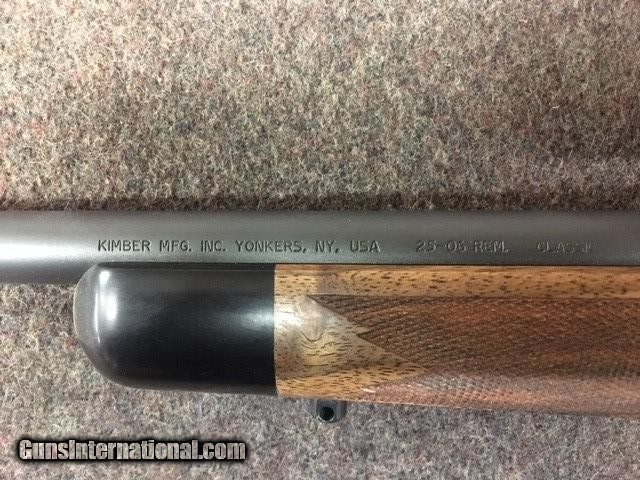 KIMBER MFG. INC. YONKERS, NY, USA 25-06 REM. CLASSIC
GunsInternational.com